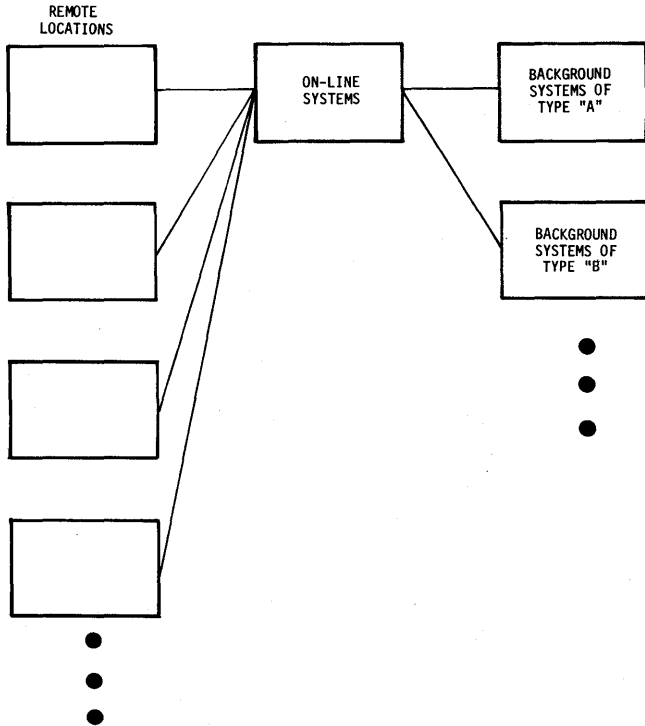 REMOTE
LOCATIONS
ON-LINE
SYSTEMS
BACKGROUND
SYSTEMS OF
TYPE "A"
BACKGROUND
SYSTEMS OF
TYPE "B"